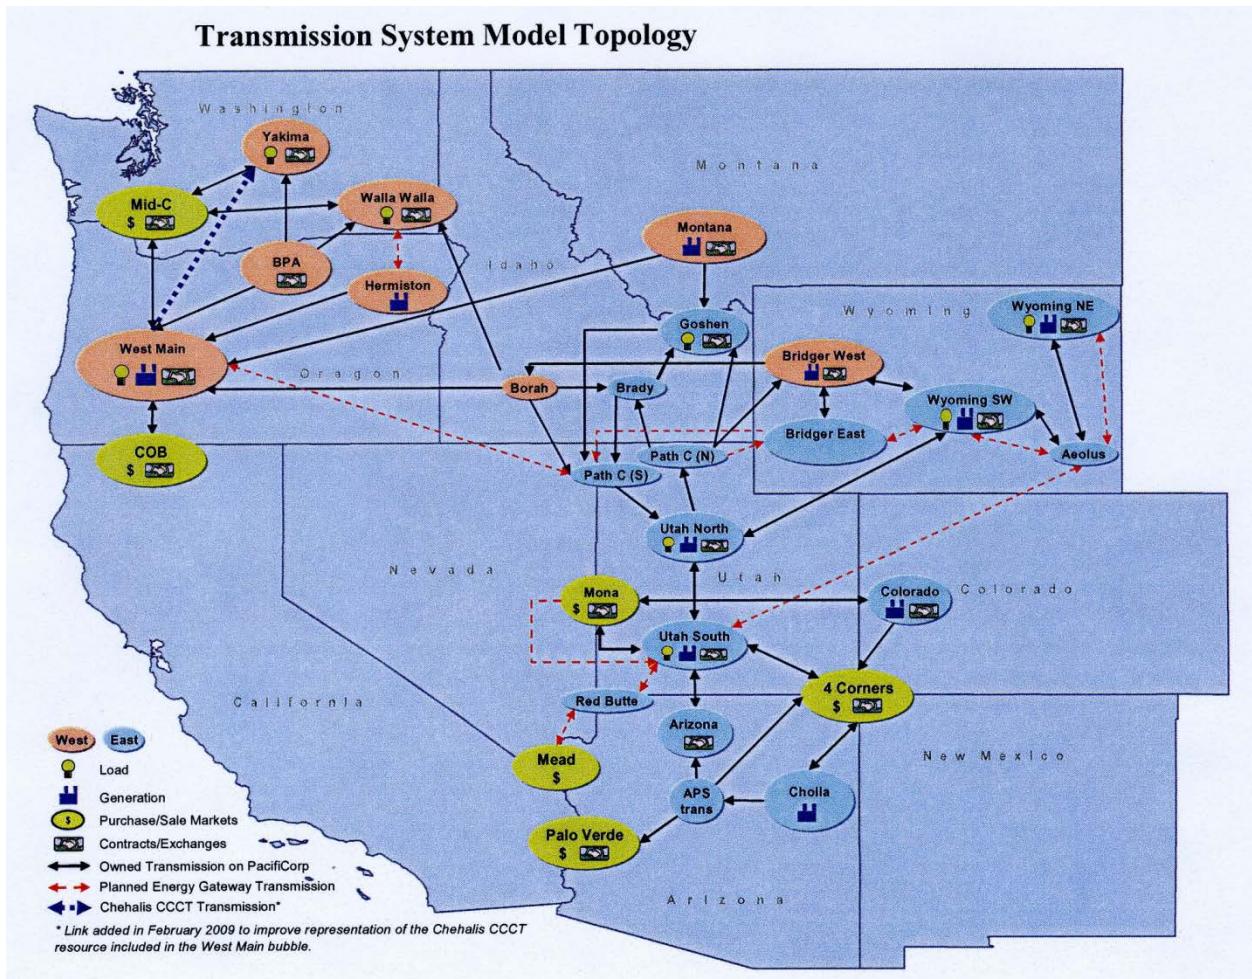 Transmission System Model Topology
Washington
Yakima
Montana
Mid-C
$
Walla Walla
Montana
BPA
Idaho
Hermiston
Wyoming
Wyoming NE
Goshen
West Main
Oragon
Bridger West
Borah
Brady
Wyoming SW
COB
$
Bridger East
Path C (N)
Aeolus
Path C (S)
Utah North
Nevada
Utah
Mona
$
Colorado
Colorado
Utah South
4 Corners
$
Red Butte
California
Arizona
New Mexico
West
East
Mead
$
Load
APS
trans
Cholla
Generation
$
Purchase/Sale Markets
Palo Verde
$
Contracts/Exchanges
Owned Transmission on PacifiCorp
Planned Energy Gateway Transmission
Arizona
Chehalis CCCT Transmission*
* Link added in February 2009 to improve representation of the Chehalis CCCT
resource included in the West Main bubble.